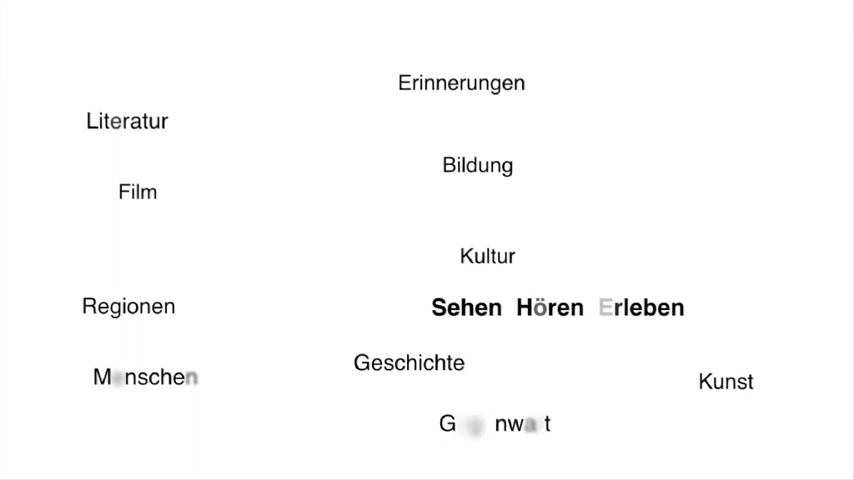 Erinnerungen
Literatur
Bildung
Film
Kultur
Regionen
Sehen Hören Erleben
Geschichte
Menschen
Kunst